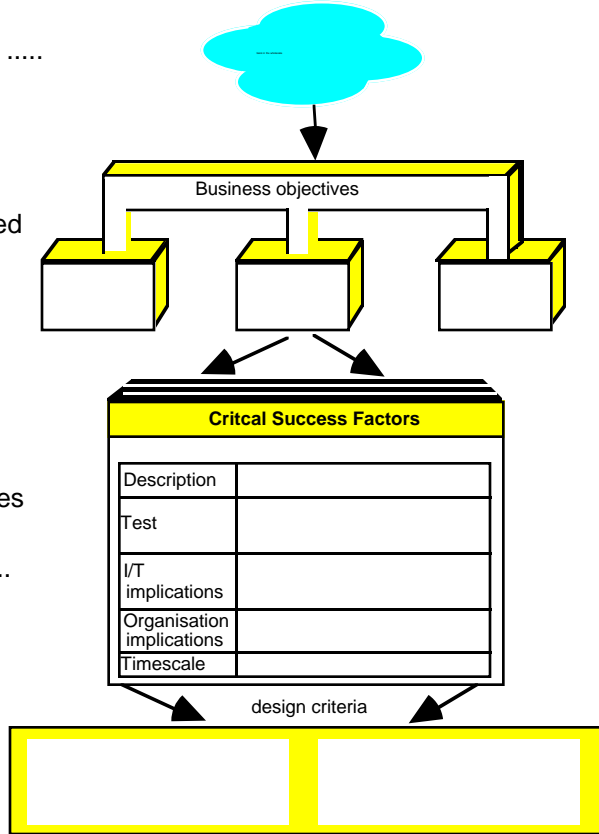 .....
Business objectives
ed
Critcal Success Factors
Description
es
Test
..
I/T
implications
Organisation
implications
Timescale
design criteria